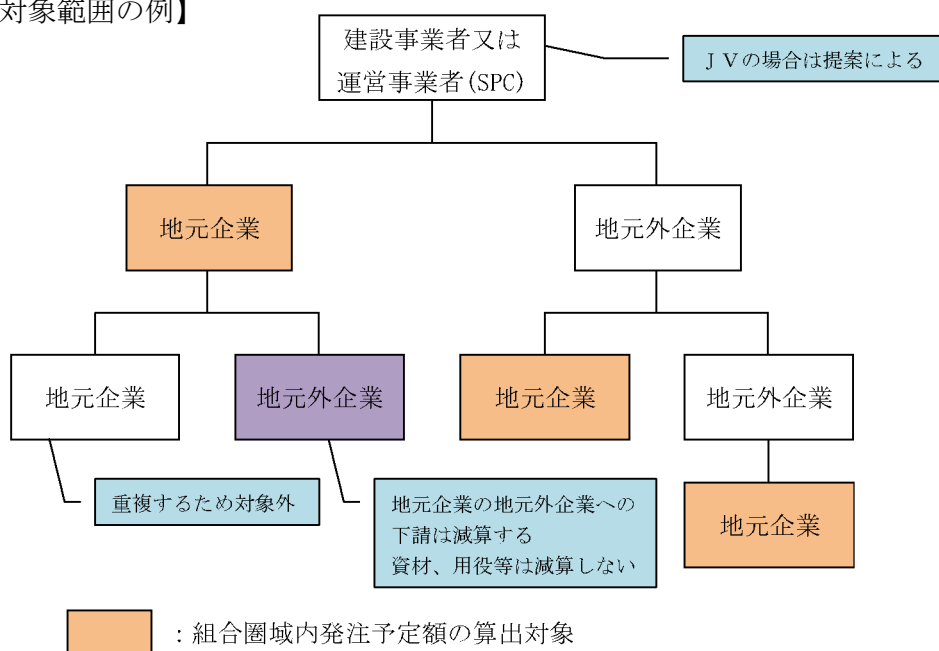 対象範囲の例】
建設事業者又は
運営事業者(SPC)
ＪＶの場合は提案による
地元企業
地元外企業
地元企業
地元外企業
地元企業
地元外企業
重複するため対象外
地元企業の地元外企業への
下請は減算する
資材、用役等は減算しない
地元企業
：組合圏域内発注予定額の算出対象